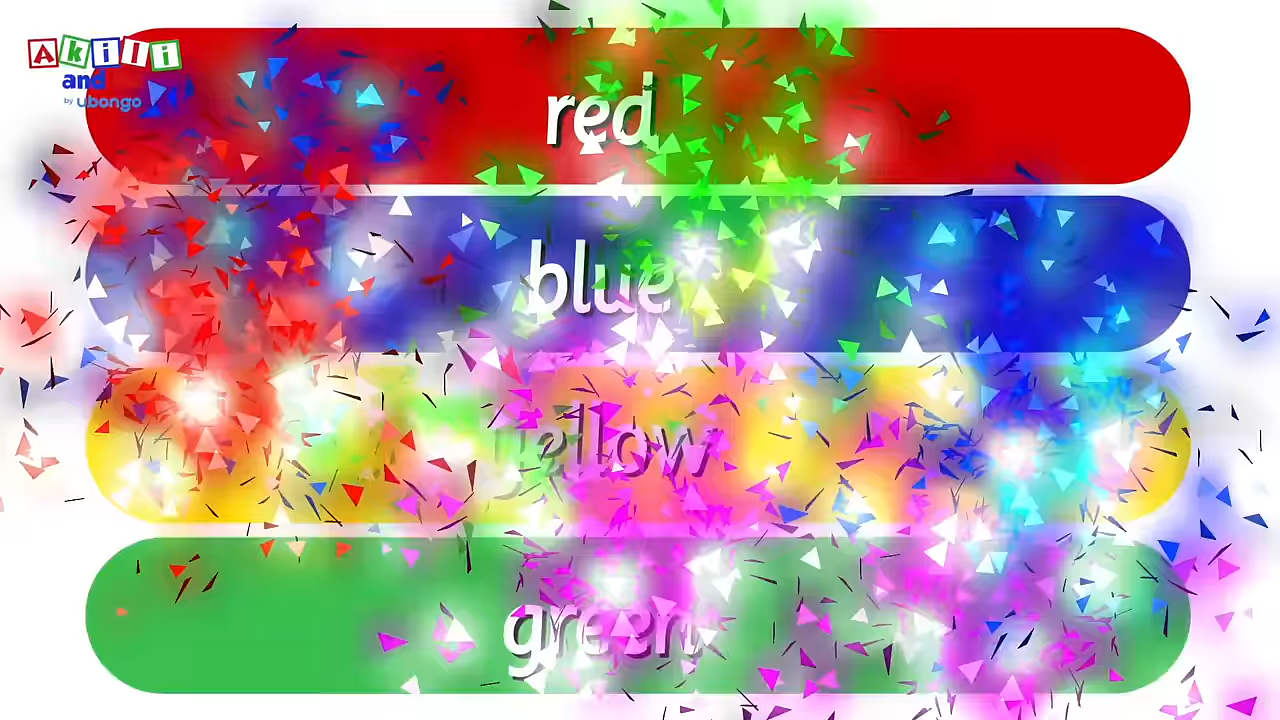 Akili
and
by ubongo
red
blue
yellow
green